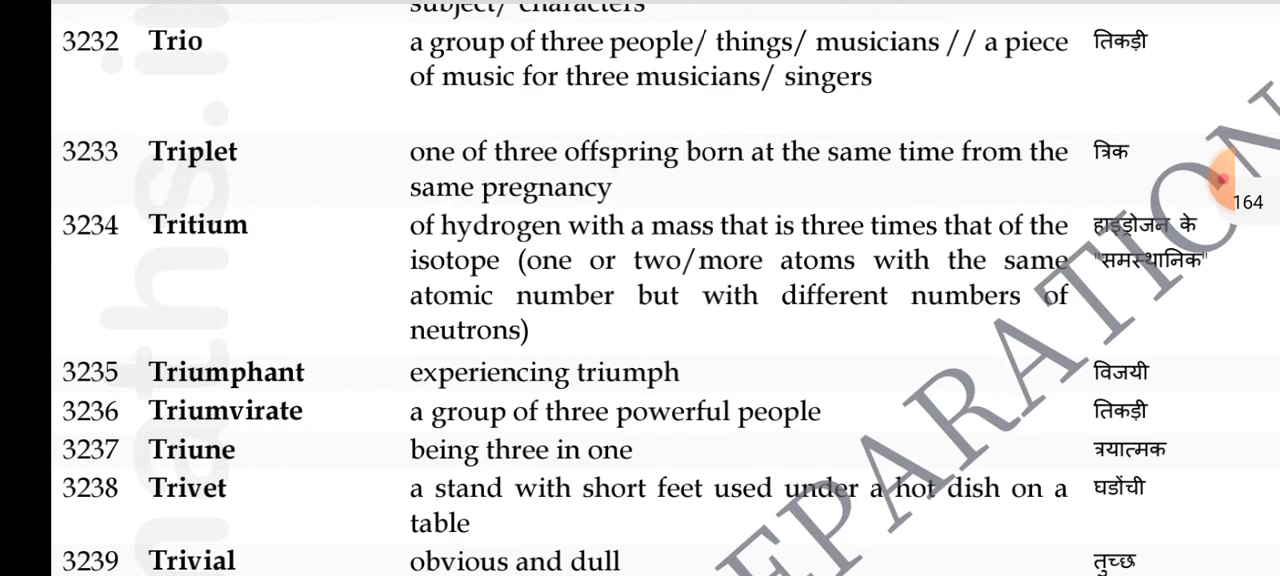 subject/ characters
3232 Trio a group of three people/ things/ musicians // a piece तिकड़ी
of music for three musicians/ singers
3233 Triplet one of three offspring born at the same time from the त्रिक
same pregnancy
3234 Tritium of hydrogen with a mass that is three times that of the हाइड्रोजन के
isotope (one or two/more atoms with the same "समस्थानिक"
atomic number but with different numbers of
neutrons)
3235 Triumphant experiencing triumph विजयी
3236 Triumvirate a group of three powerful people तिकड़ी
3237 Triune being three in one त्रयात्मक
3238 Trivet a stand with short feet used under a hot dish on a घडोंची
table
3239 Trivial obvious and dull तुच्छ
164
EPARATION
maths.in